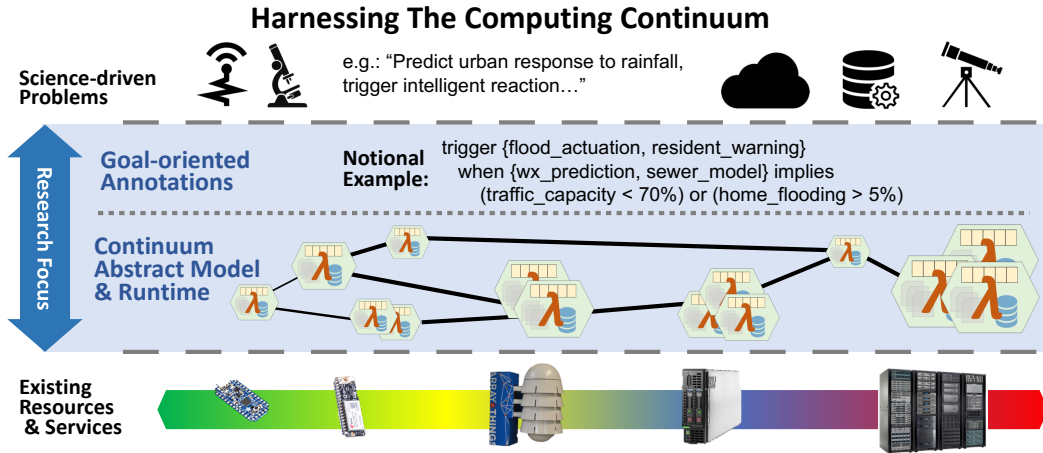 Harnessing The Computing Continuum
Science-driven
Problems
e.g.: “Predict urban response to rainfall,
trigger intelligent reaction…”
Research Focus
Goal-oriented
Annotations
Notional
Example:
trigger {flood_actuation, resident_warning}
when {wx_prediction, sewer_model} implies
(traffic_capacity < 70%) or (home_flooding > 5%)
Continuum
Abstract Model
& Runtime
λ
λ
λ
λ
λ
λ
λ
λ
λ
λ
λ
λ
λ
λ
Existing
Resources
& Services
ARRAY THINGS